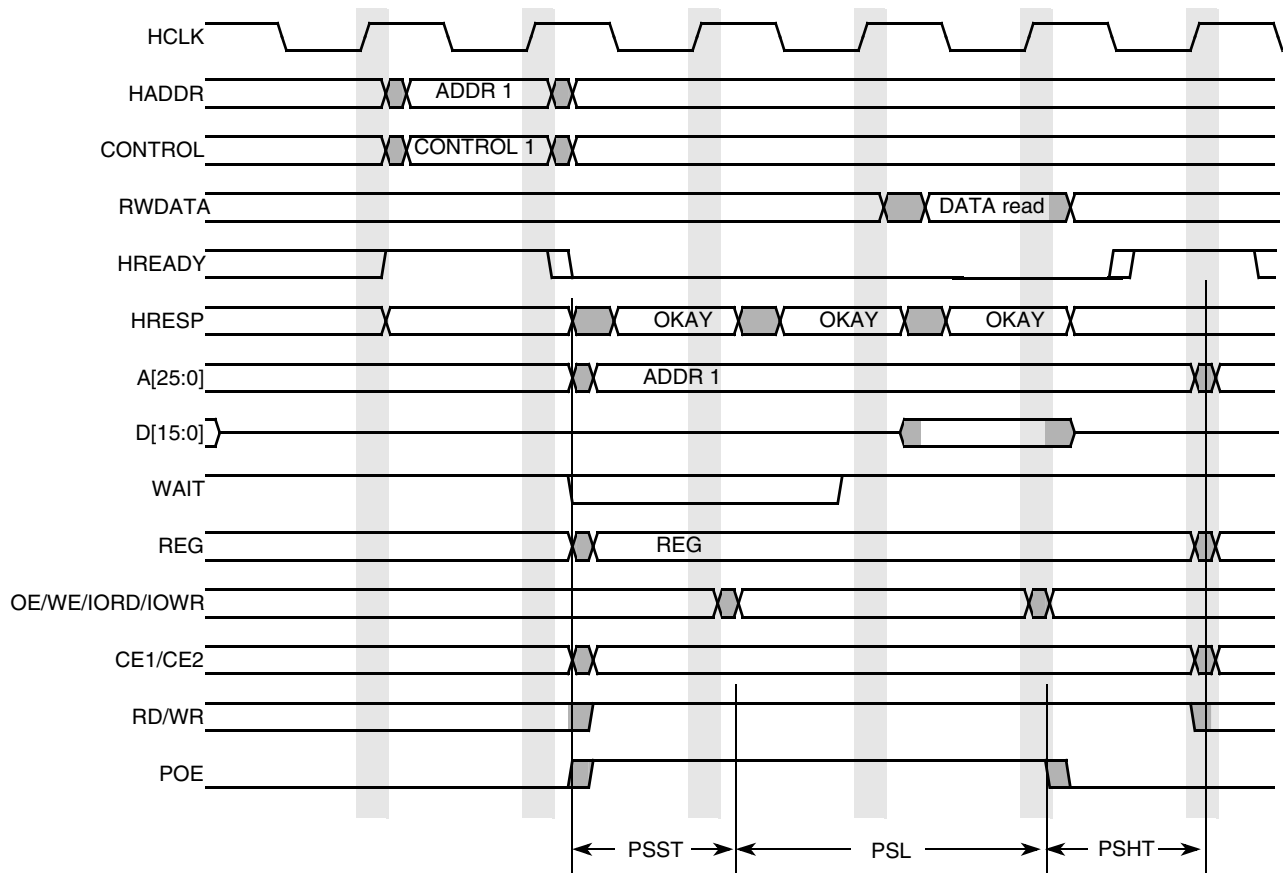 HCLK
HADDR
ADDR 1
CONTROL
CONTROL 1
RWDATA
DATA read
HREADY
HRESP
OKAY
OKAY
OKAY
A[25:0]
ADDR 1
D[15:0]
WAIT
REG
REG
OE/WE/IORD/IOWR
CE1/CE2
RD/WR
POE
PSST
PSL
PSHT